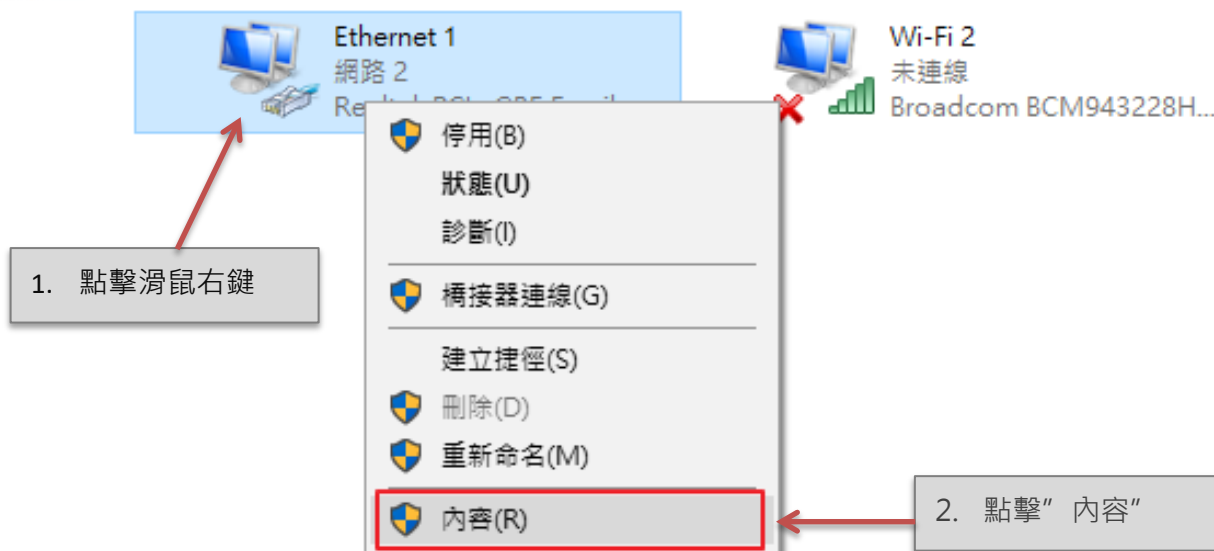 Ethernet 1
網路 2
Wi-Fi 2
未連線
Broadcom BCM943228H...
停用(B)
狀態(U)
診斷(I)
橋接器連線(G)
建立捷徑(S)
刪除(D)
重新命名(M)
內容(R)
1. 點擊滑鼠右鍵
2. 點擊” 內容”